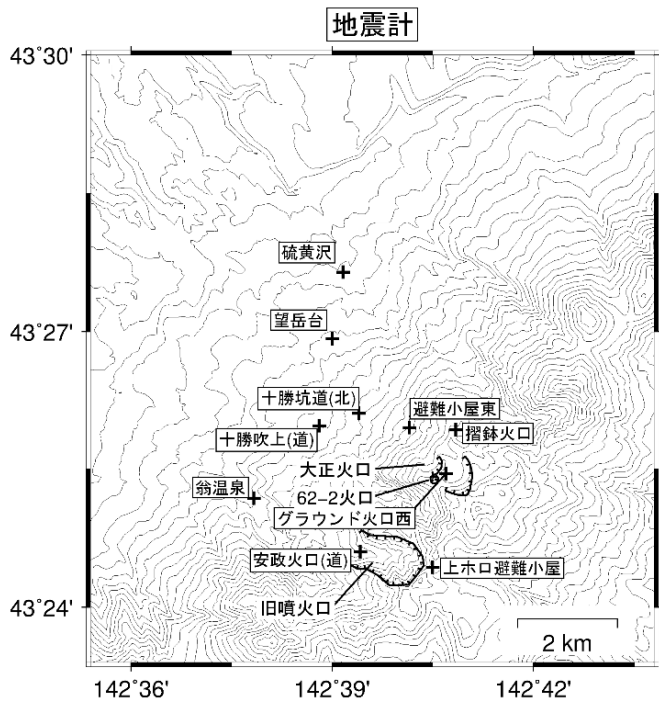 地震計
43°30'
硫黄沢
望岳台
43°27'
十勝坑道(北)
避難小屋東
十勝吹上(道)
摺鉢火口
大正火口
翁温泉
62-2火口
グラウンド火口西
安政火口(道)
上ホロ避難小屋
43°24'
旧噴火口
2 km
142°36'
142°39'
142°42'